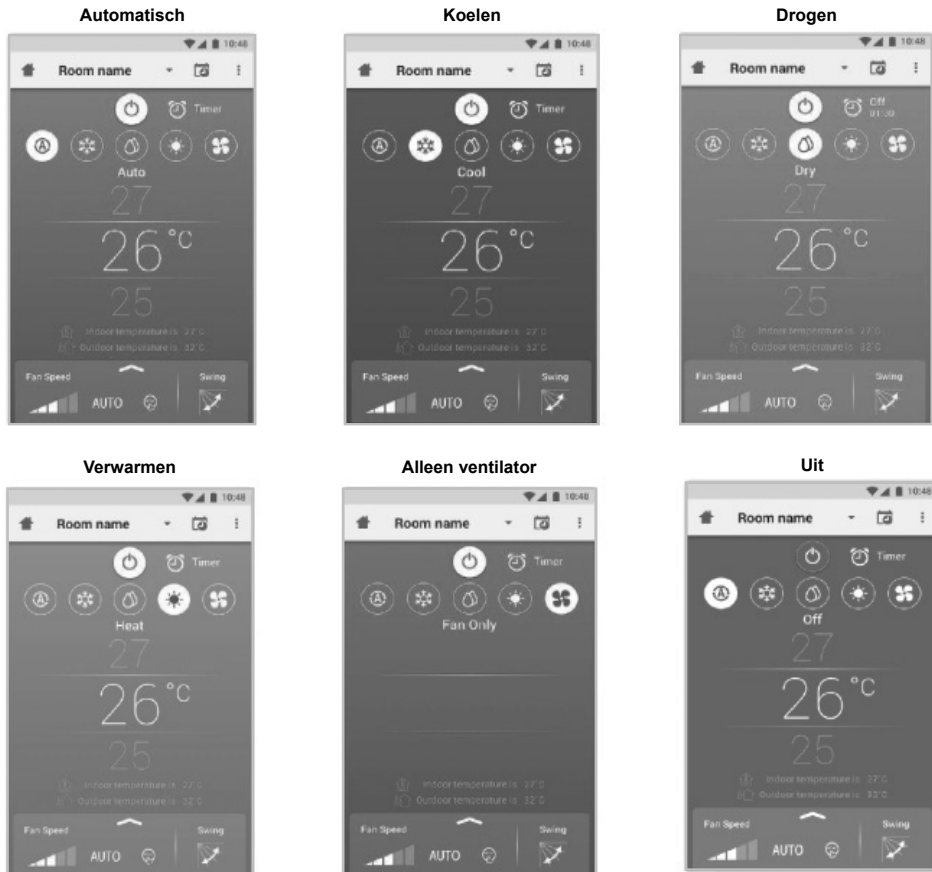 Automatisch
10:48
Room name
Timer
Auto
27
26°C
25
Indoor temperature is 27°C
Outdoor temperature is 32°C
Fan Speed
Swing
AUTO
Koelen
10:48
Room name
Timer
Cool
27
26°C
25
Indoor temperature is 27°C
Outdoor temperature is 32°C
Fan Speed
Swing
AUTO
Drogen
10:48
Room name
Off
01:30
Dry
27
26°C
25
Indoor temperature is 27°C
Outdoor temperature is 32°C
Fan Speed
Swing
AUTO
Verwarmen
10:48
Room name
Timer
Heat
27
26°C
25
Indoor temperature is 27°C
Outdoor temperature is 32°C
Fan Speed
Swing
AUTO
Alleen ventilator
10:48
Room name
Timer
Fan Only
Indoor temperature is 27°C
Outdoor temperature is 32°C
Fan Speed
Swing
AUTO
Uit
10:48
Room name
Timer
Off
27
26°C
25
Indoor temperature is 27°C
Outdoor temperature is
Fan Speed
Swing
AUTO